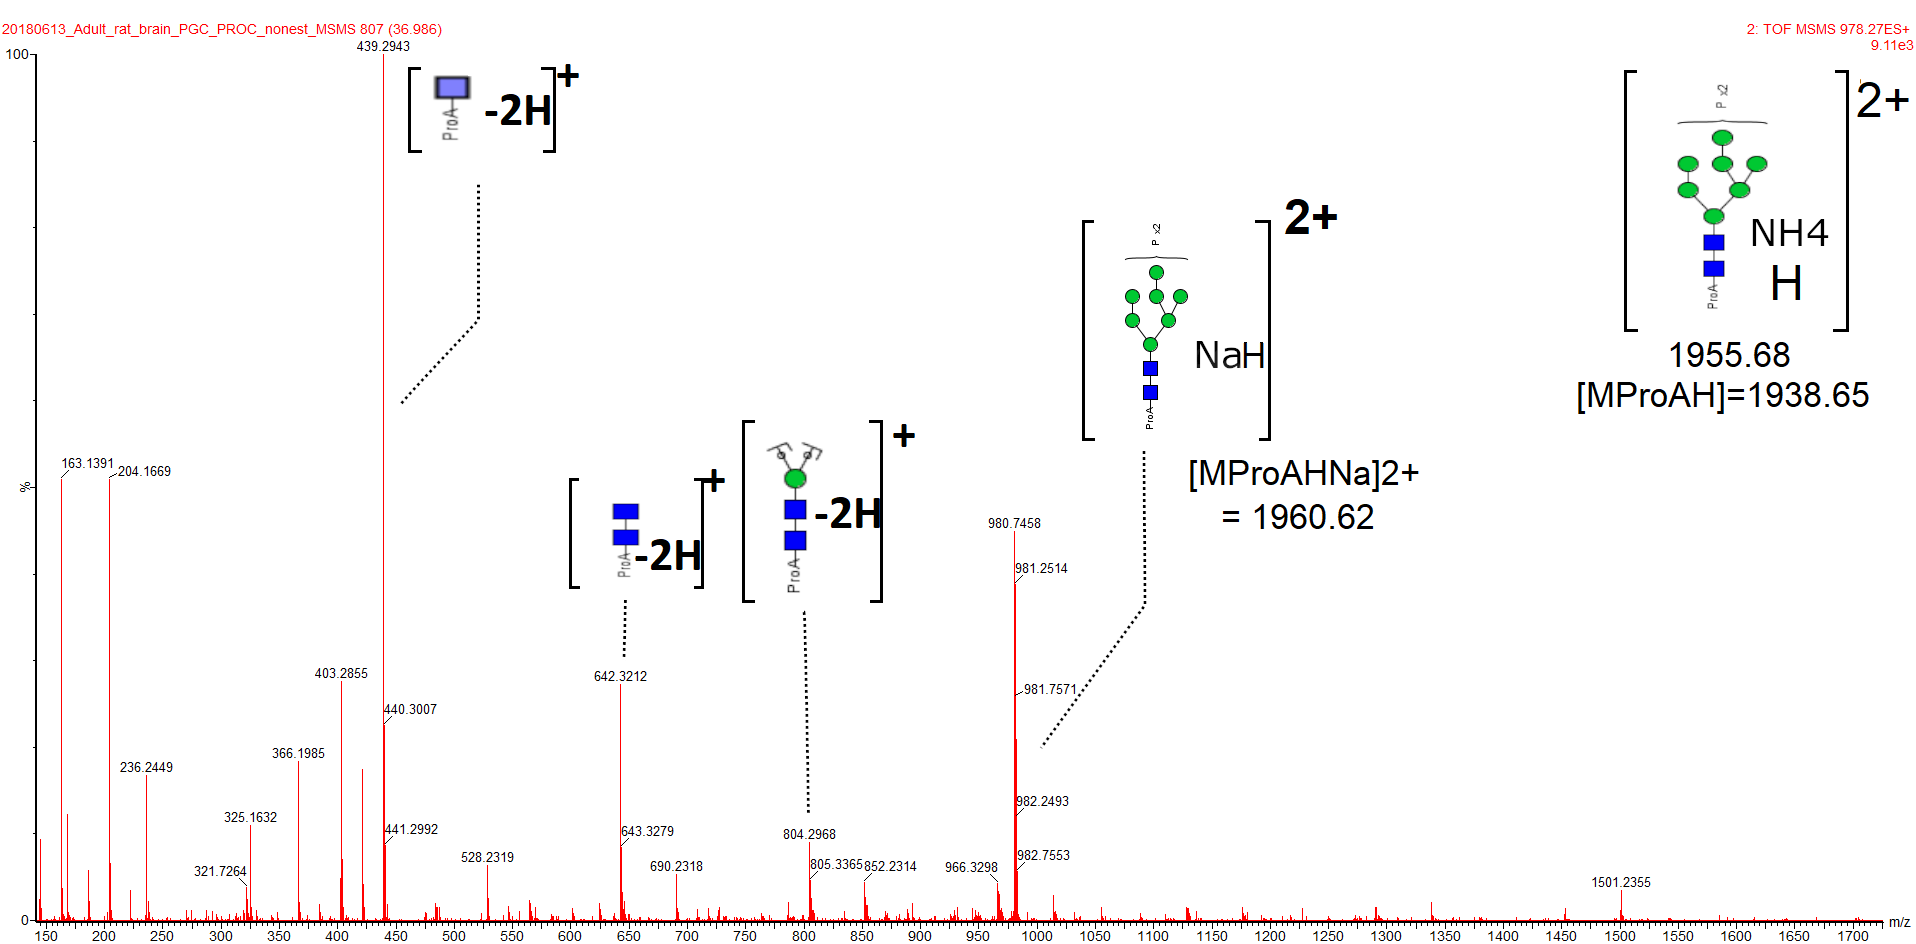 20180613_Adult_rat_brain_PGC_PROC_nonest_MSMS 807 (36.986)
2: TOF MSMS 978.27ES+
9.11e3
100
%
0
439.2943
ProA
-2H
+
163.1391
204.1669
403.2855
440.3007
366.1985
236.2449
325.1632
441.2992
321.7264
528.2319
ProA
-2H
+
642.3212
643.3279
690.2318
ProA
-2H
+
804.2968
805.3365
852.2314
966.3298
P x2
ProA
NaH
2+
[MProAHNa]2+
= 1960.62
980.7458
981.2514
981.7571
982.2493
982.7553
1501.2355
P x2
ProA
NH4
H
2+
1955.68
[MProAH]=1938.65
150 200 250 300 350 400 450 500 550 600 650 700 750 800 850 900 950 1000 1050 1100 1150 1200 1250 1300 1350 1400 1450 1500 1550 1600 1650 1700 m/z